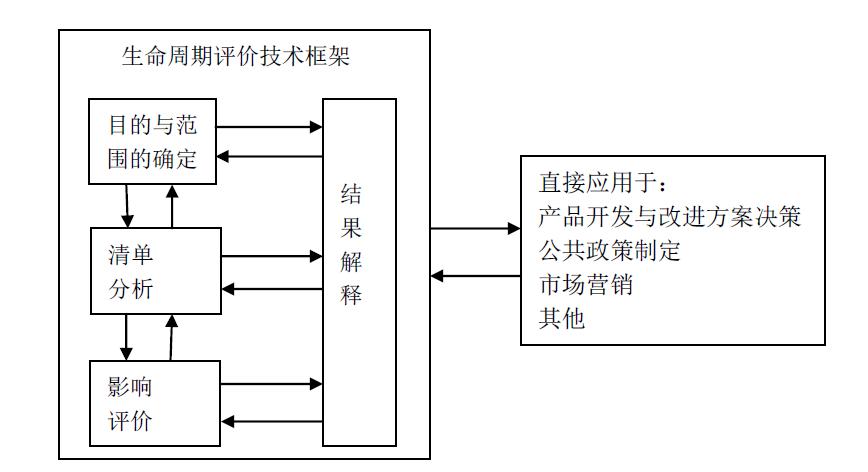 生命周期评价技术框架
目的与范
围的确定
清单
分析
影响
评价
结
果
解
释
直接应用于：
产品开发与改进方案决策
公共政策制定
市场营销
其他